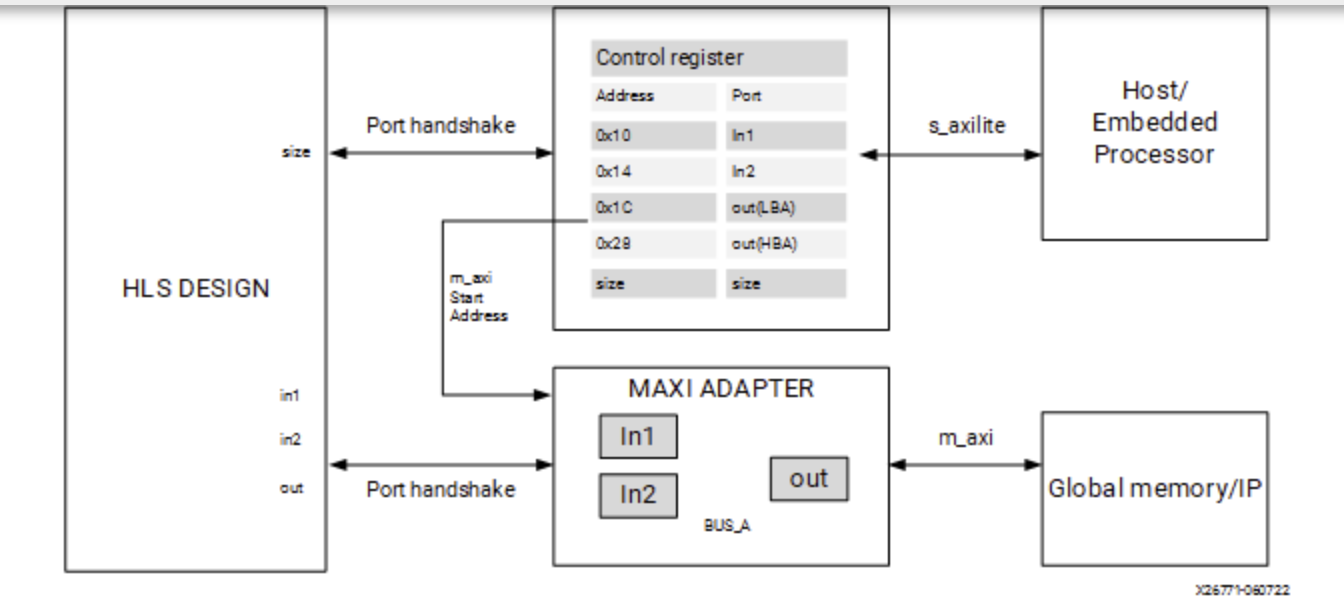 Control register
Address Port
0x10 In1
0x14 In2
0x1C out(LBA)
0x28 out(HBA)
size size
Host/
Embedded
Processor
s_axilite
Port handshake
size
HLS DESIGN
m_axi
Start
Address
in1
in2
out
Port handshake
MAXI ADAPTER
In1
In2
out
BUS_A
m_axi
Global memory/IP
X26771-060722